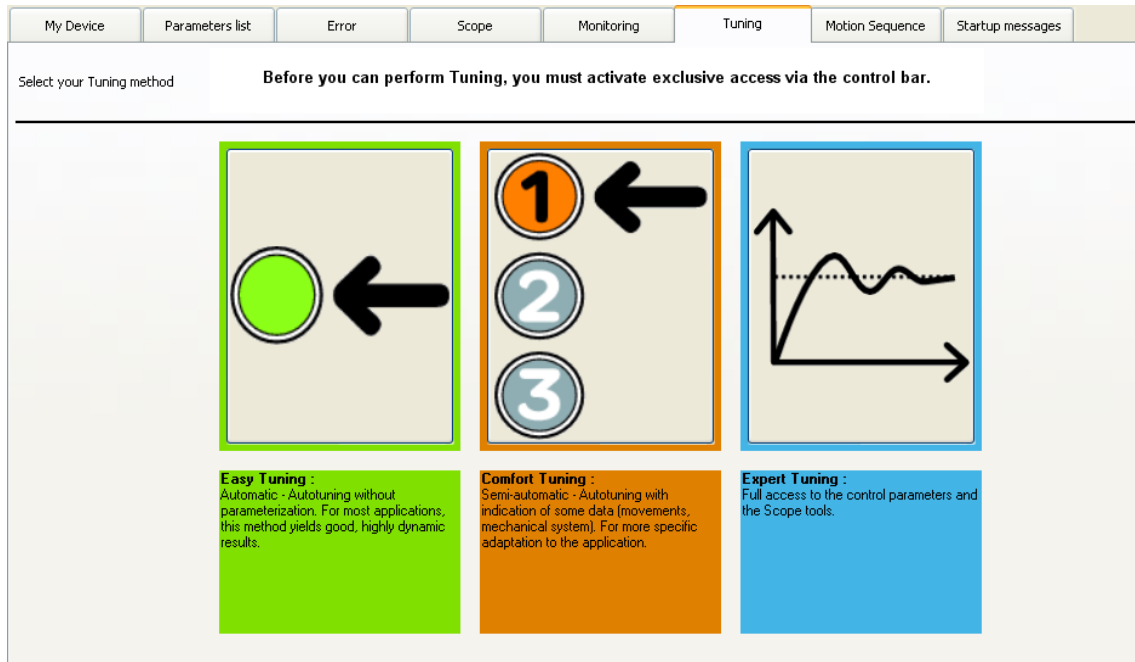 My Device
Parameters list
Error
Scope
Monitoring
Tuning
Motion Sequence
Startup messages
Select your Tuning method
Before you can perform Tuning, you must activate exclusive access via the control bar.
1
2
3
Easy Tuning :
Automatic - Autotuning without
parameterization. For most applications,
this method yields good, highly dynamic
results.
Comfort Tuning :
Semi-automatic - Autotuning with
indication of some data (movements,
mechanical system). For more specific
adaptation to the application.
Expert Tuning :
Full access to the control parameters and
the Scope tools.